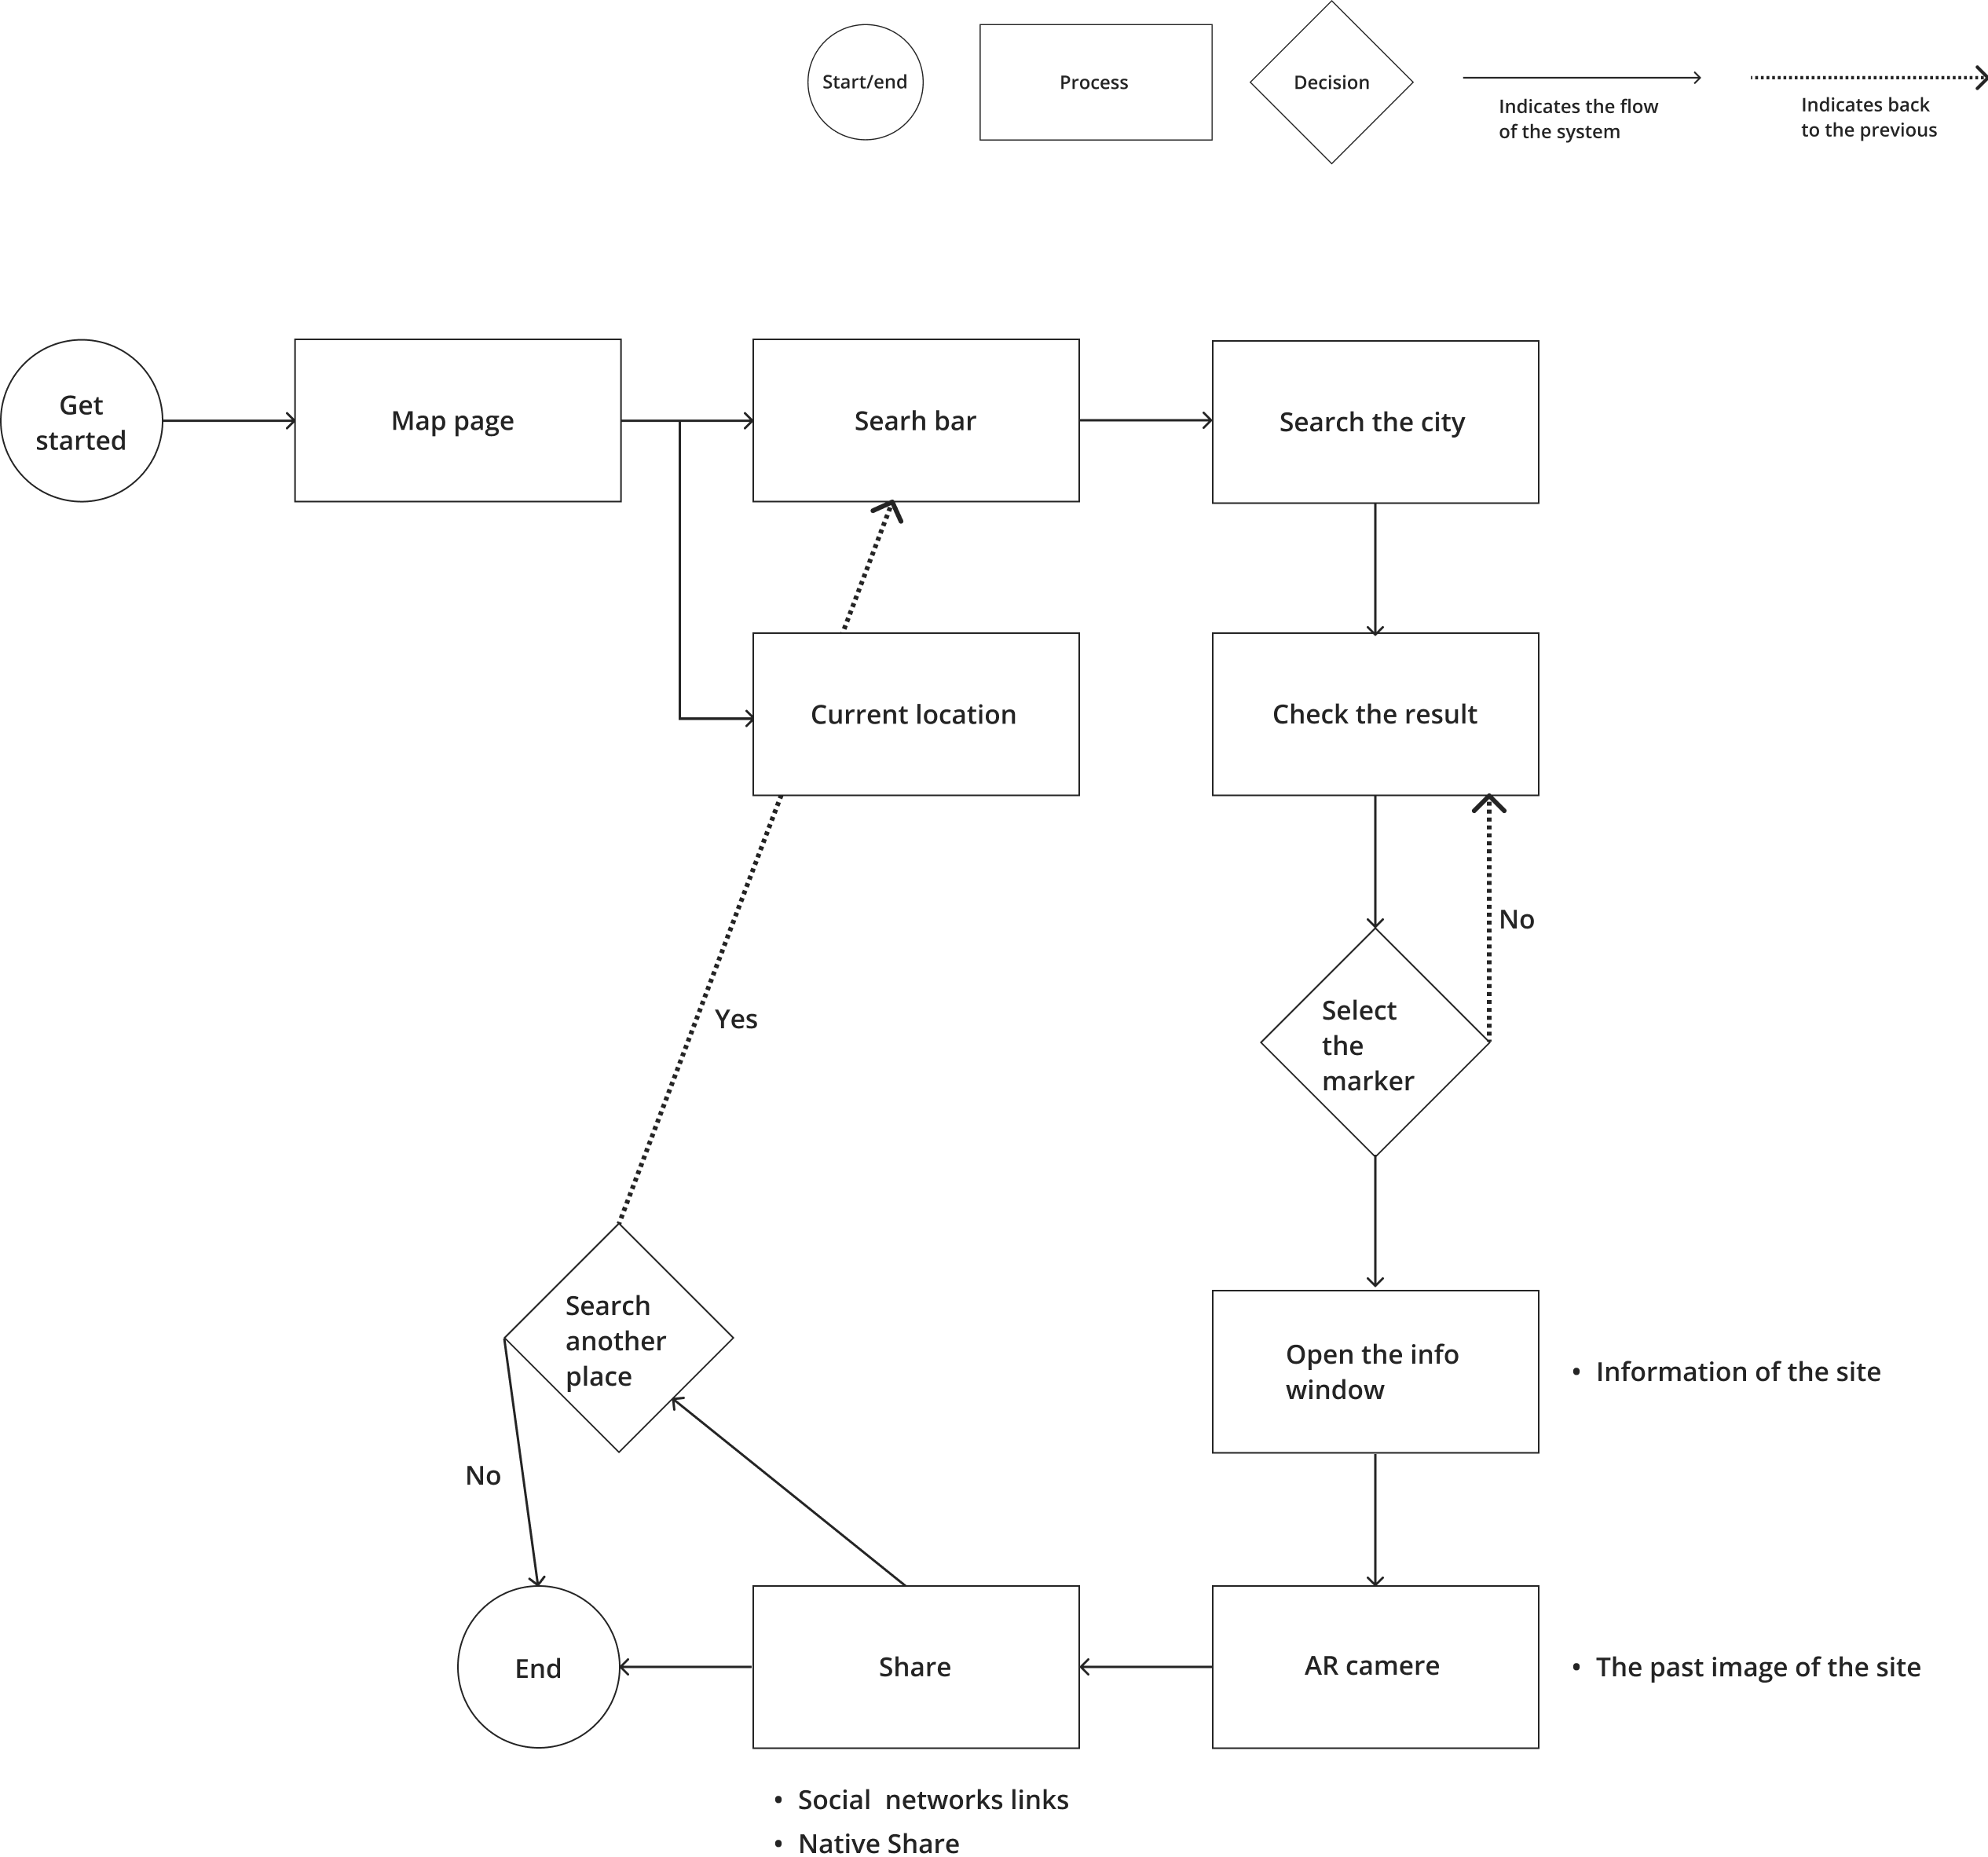 Start/end
Process
Decision
Indicates the flow
of the system
Indicates back
to the previous
Get
started
Map page
Searh bar
Search the city
Current location
Check the result
No
Yes
Select
the
marker
Search
another
place
Open the info
window
• Information of the site
No
End
Share
AR camere
• The past image of the site
• Social networks links
• Native Share